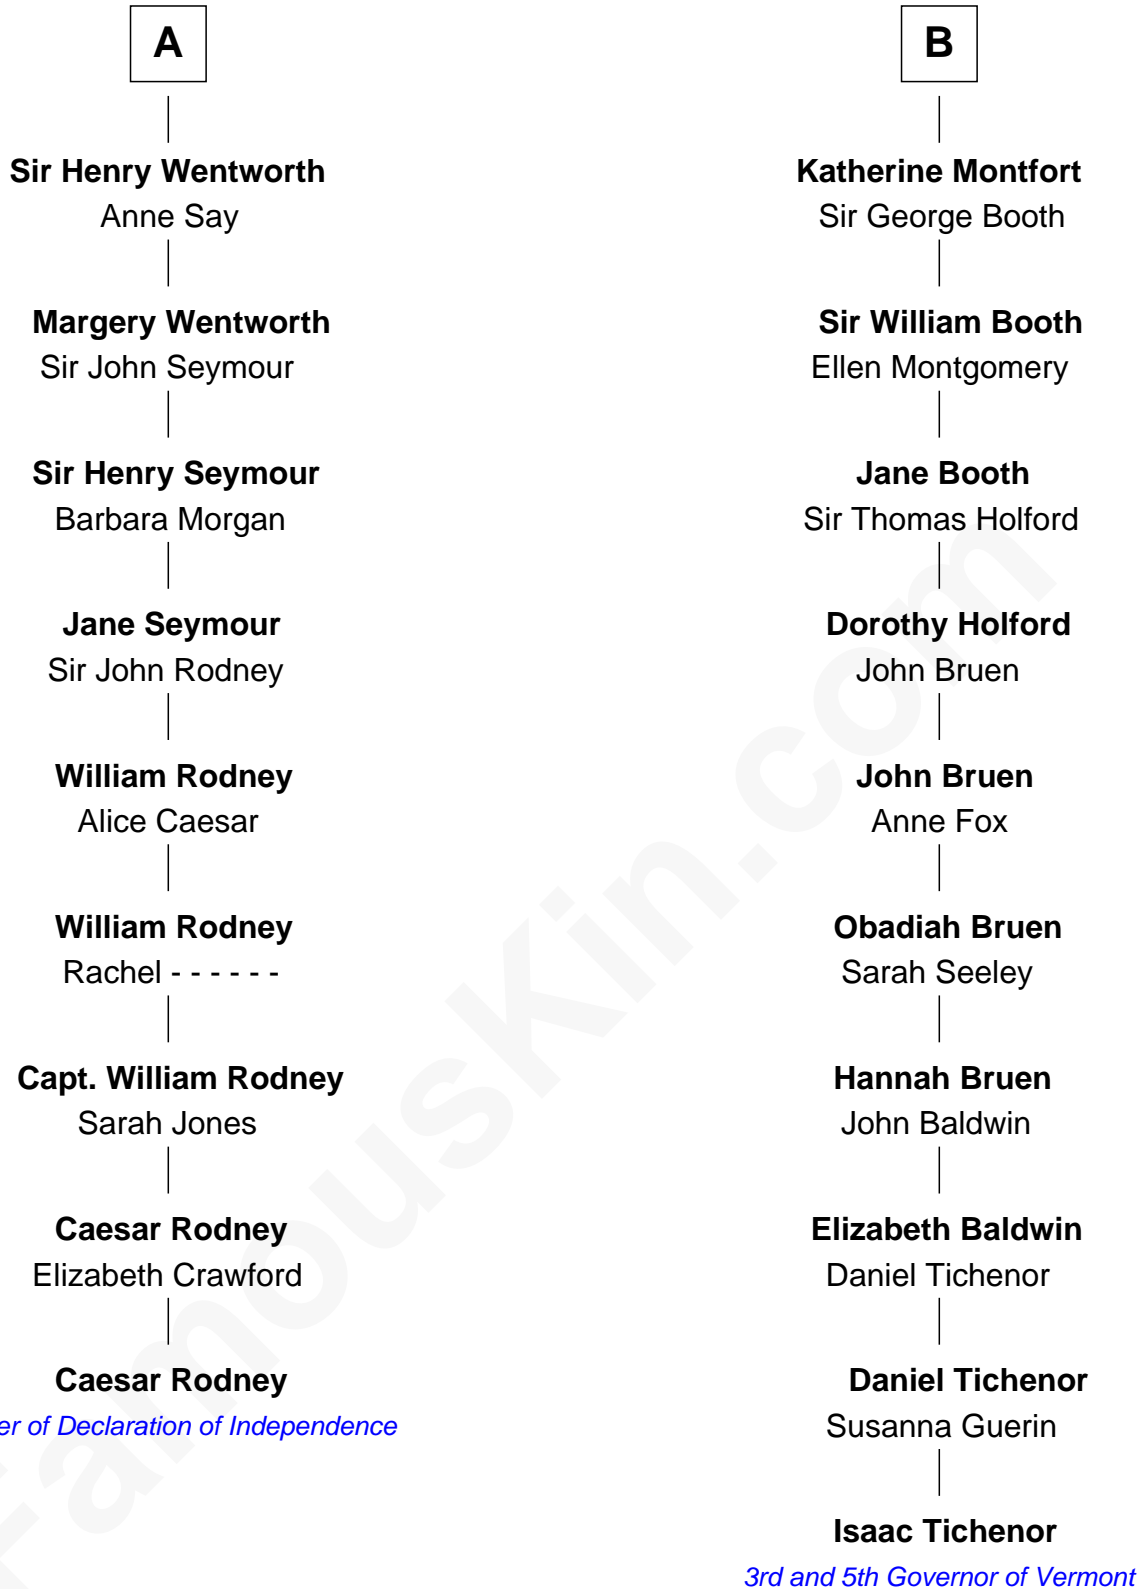 A
Sir Henry Wentworth
Anne Say
Margery Wentworth
Sir John Seymour
Sir Henry Seymour
Barbara Morgan
Jane Seymour
Sir John Rodney
William Rodney
Alice Caesar
William Rodney
Rachel - - - - - -
Capt. William Rodney
Sarah Jones
Caesar Rodney
Elizabeth Crawford
Caesar Rodney
er of Declaration of Independence
B
Katherine Montfort
Sir George Booth
Sir William Booth
Ellen Montgomery
Jane Booth
Sir Thomas Holford
Dorothy Holford
John Bruen
John Bruen
Anne Fox
Obadiah Bruen
Sarah Seeley
Hannah Bruen
John Baldwin
Elizabeth Baldwin
Daniel Tichenor
Daniel Tichenor
Susanna Guerin
Isaac Tichenor
3rd and 5th Governor of Vermont
FamousKin.com